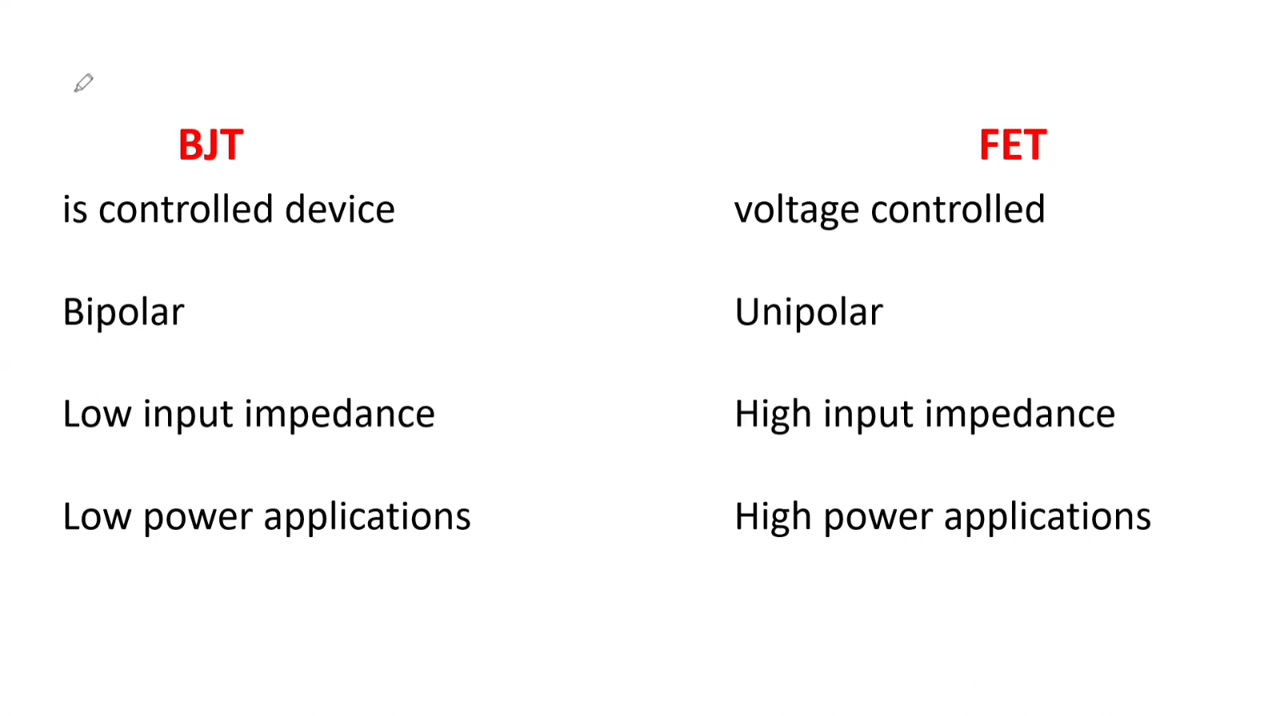 BJT
FET
is controlled device
voltage controlled
Bipolar
Unipolar
Low input impedance
High input impedance
Low power applications
High power applications